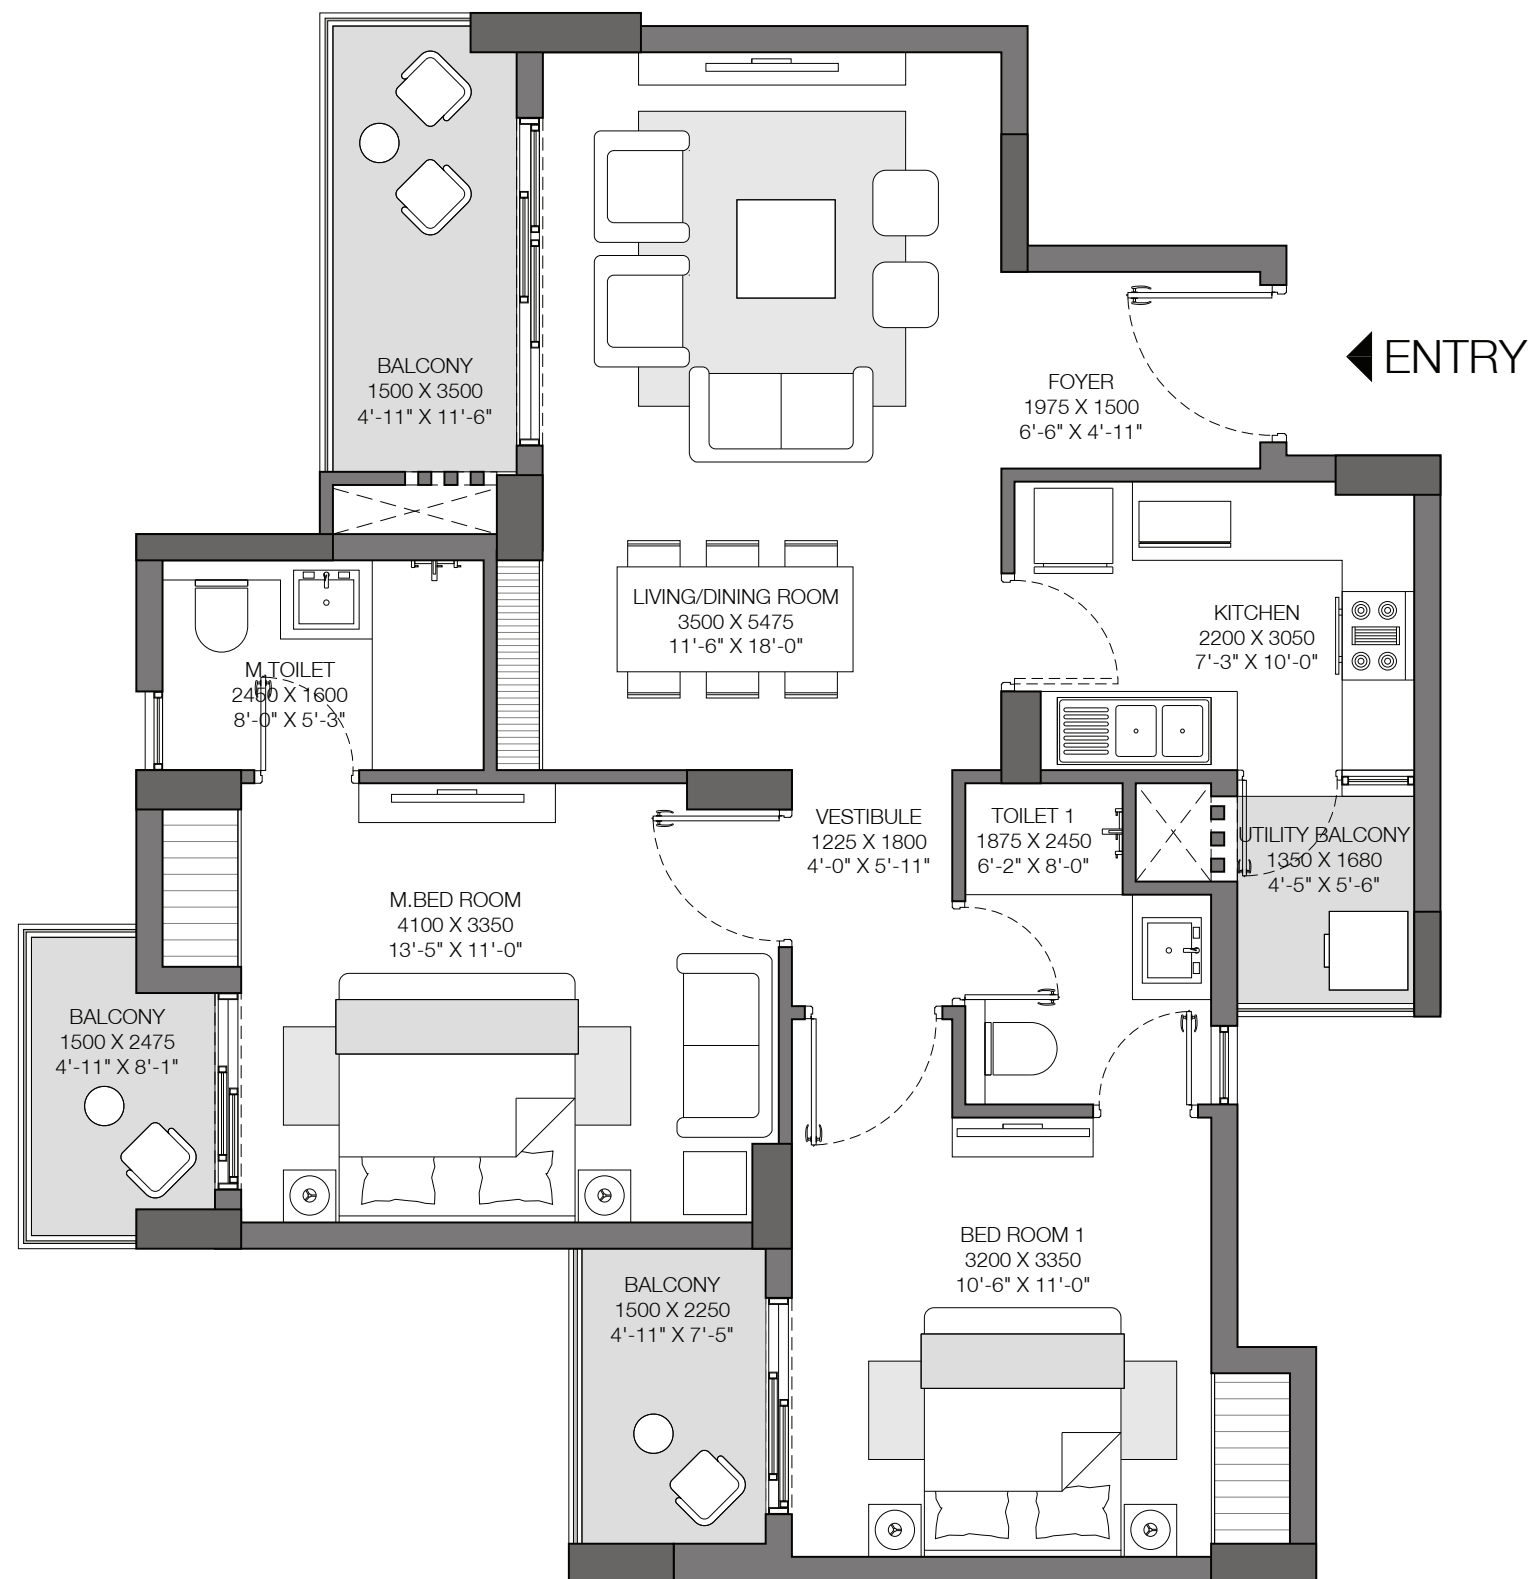 BALCONY
1500 X 3500
4'-11" X 11'-6"
ENTRY
FOYER
1975 X 1500
6'-6" X 4'-11"
LIVING/DINING ROOM
3500 X 5475
11'-6" X 18'-0"
KITCHEN
2200 X 3050
7'-3" X 10'-0"
M.TOILET
2450 X 1600
8'-0" X 5'-3"
VESTIBULE
1225 X 1800
4'-0" X 5'-11"
TOILET 1
1875 X 2450
6'-2" X 8'-0"
UTILITY BALCONY
1350 X 1680
4'-5" X 5'-6"
M.BED ROOM
4100 X 3350
13'-5" X 11'-0"
BALCONY
1500 X 2475
4'-11" X 8'-1"
BED ROOM 1
3200 X 3350
10'-6" X 11'-0"
BALCONY
1500 X 2250
4'-11" X 7'-5"